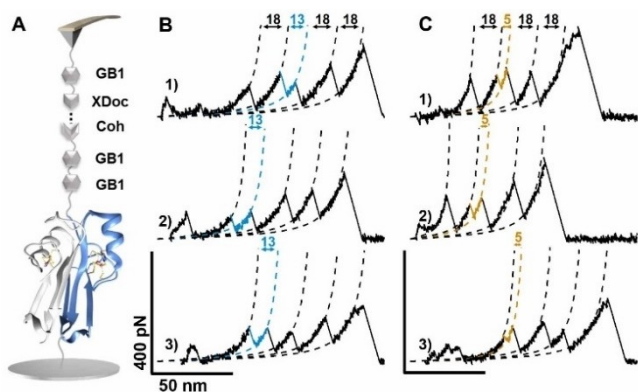 A
GB1
XDoc
Coh
GB1
GB1
B
18 13 18 18
1)
13
2)
13
3)
400 pN
50 nm
C
18 5 18 18
1)
5
2)
5
3)